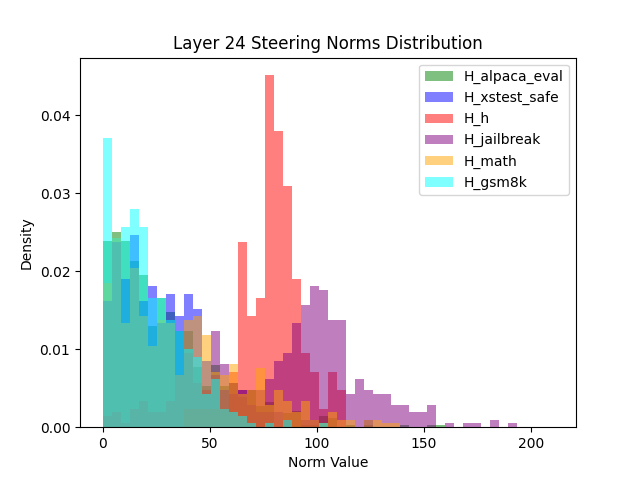 Layer 24 Steering Norms Distribution
H_alpaca_eval
H_xstest_safe
H_h
H_jailbreak
H_math
H_gsm8k
Density
0.04
0.03
0.02
0.01
0.00
0 50 100 150 200
Norm Value